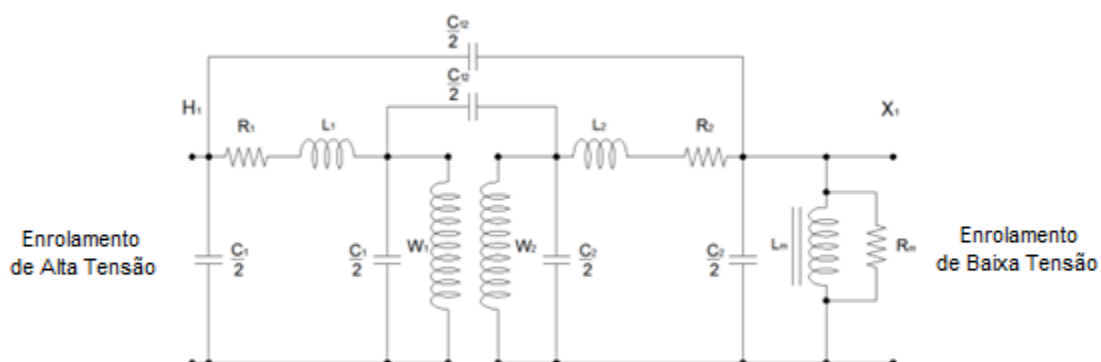 C₁₂
2
C₁₂
2
H₁
R₁
L₁
L₂
R₂
X₁
Enrolamento
de Alta Tensão
C₁
2
C₁
2
W₁
W₂
C₂
2
C₂
2
Lₘ
Rₘ
Enrolamento
de Baixa Tensão